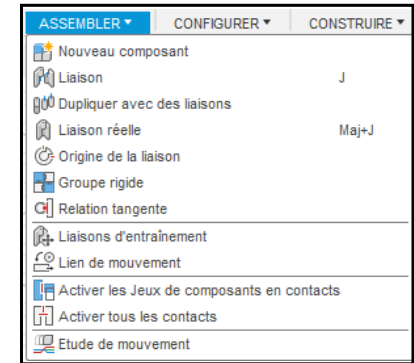 ASSEMBLER ▾ CONFIGURER ▾ CONSTRUIRE ▾
Nouveau composant
Liaison J
Dupliquer avec des liaisons
Liaison réelle Maj+J
Origine de la liaison
Groupe rigide
Relation tangente
Liaisons d'entraînement
Lien de mouvement
Activer les Jeux de composants en contacts
Activer tous les contacts
Etude de mouvement